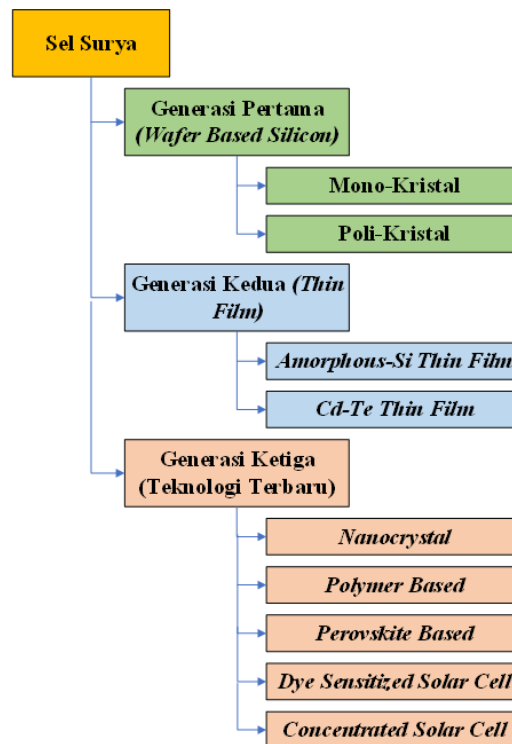 Sel Surya
Generasi Pertama
(Wafer Based Silicon)
Mono-Kristal
Poli-Kristal
Generasi Kedua (Thin
Film)
Amorphous-Si Thin Film
Cd-Te Thin Film
Generasi Ketiga
(Teknologi Terbaru)
Nanocrystal
Polymer Based
Perovskite Based
Dye Sensitized Solar Cell
Concentrated Solar Cell